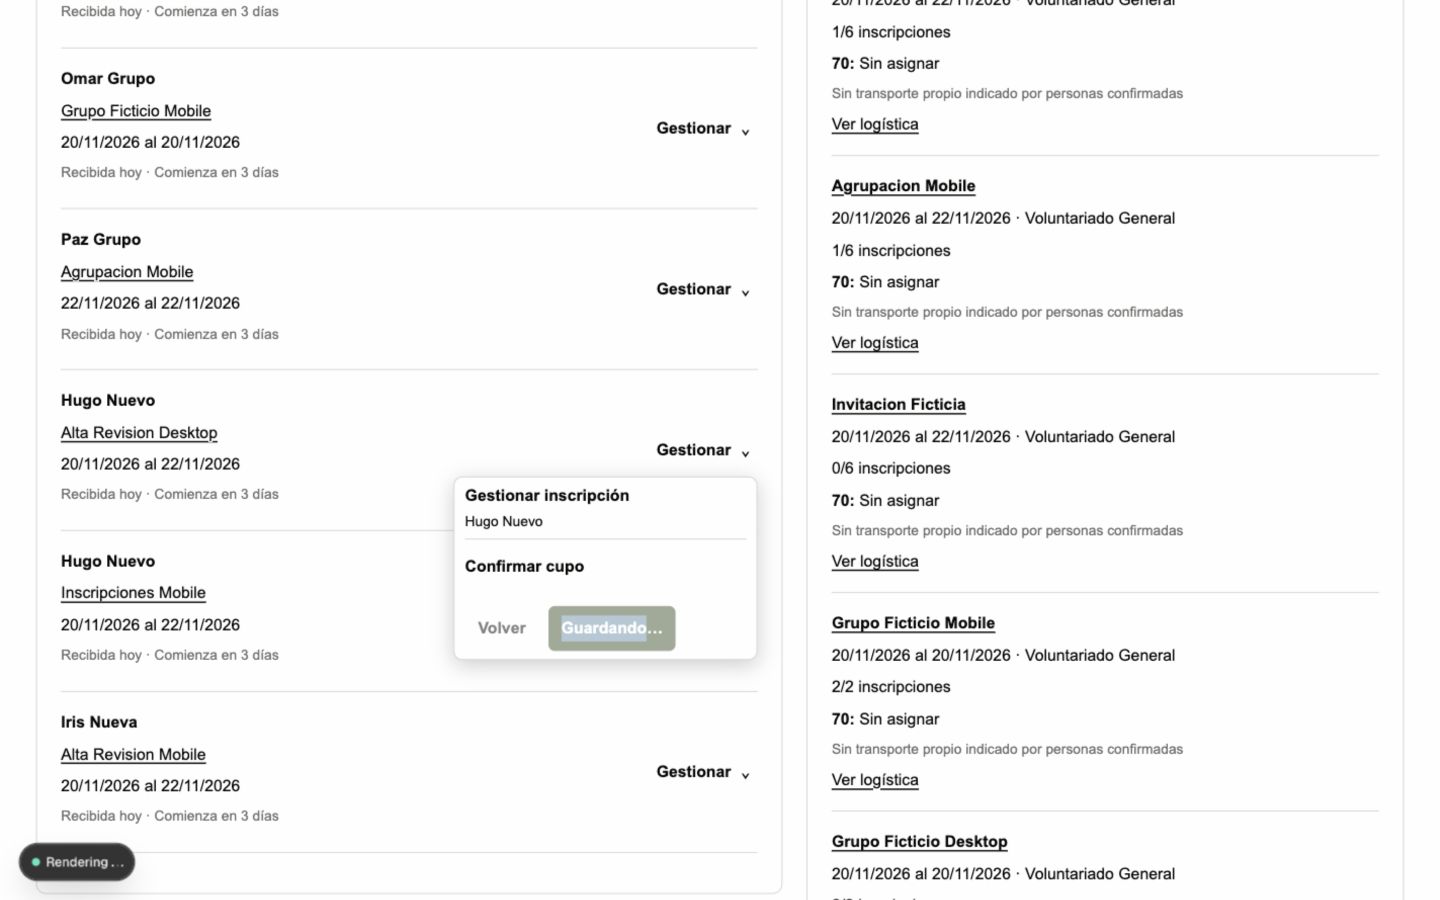 Recibida hoy · Comienza en 3 días
Omar Grupo
Grupo Ficticio Mobile
20/11/2026 al 20/11/2026
Recibida hoy · Comienza en 3 días
Gestionar
Paz Grupo
Agrupacion Mobile
22/11/2026 al 22/11/2026
Recibida hoy · Comienza en 3 días
Gestionar
Hugo Nuevo
Alta Revision Desktop
20/11/2026 al 22/11/2026
Recibida hoy · Comienza en 3 días
Gestionar
Gestionar inscripción
Hugo Nuevo
Confirmar cupo
Volver
Guardando...
Hugo Nuevo
Inscripciones Mobile
20/11/2026 al 22/11/2026
Recibida hoy · Comienza en 3 días
Iris Nueva
Alta Revision Mobile
20/11/2026 al 22/11/2026
Recibida hoy · Comienza en 3 días
Gestionar
Rendering ...
20/11/2026 al 22/11/2026 · Voluntariado General
1/6 inscripciones
70: Sin asignar
Sin transporte propio indicado por personas confirmadas
Ver logística
Agrupacion Mobile
20/11/2026 al 22/11/2026 · Voluntariado General
1/6 inscripciones
70: Sin asignar
Sin transporte propio indicado por personas confirmadas
Ver logística
Invitacion Ficticia
20/11/2026 al 22/11/2026 · Voluntariado General
0/6 inscripciones
70: Sin asignar
Sin transporte propio indicado por personas confirmadas
Ver logística
Grupo Ficticio Mobile
20/11/2026 al 20/11/2026 · Voluntariado General
2/2 inscripciones
70: Sin asignar
Sin transporte propio indicado por personas confirmadas
Ver logística
Grupo Ficticio Desktop
20/11/2026 al 20/11/2026 · Voluntariado General